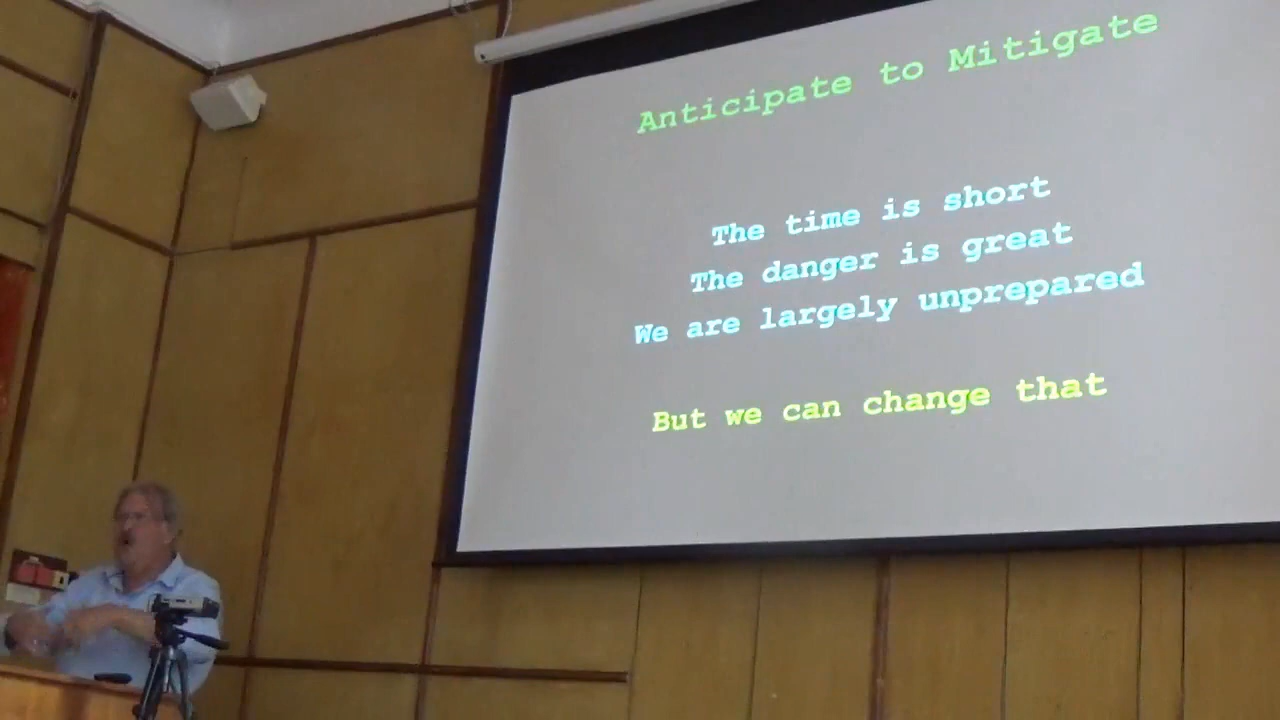 Anticipate to Mitigate
The time is short
The danger is great
We are largely unprepared
But we can change that